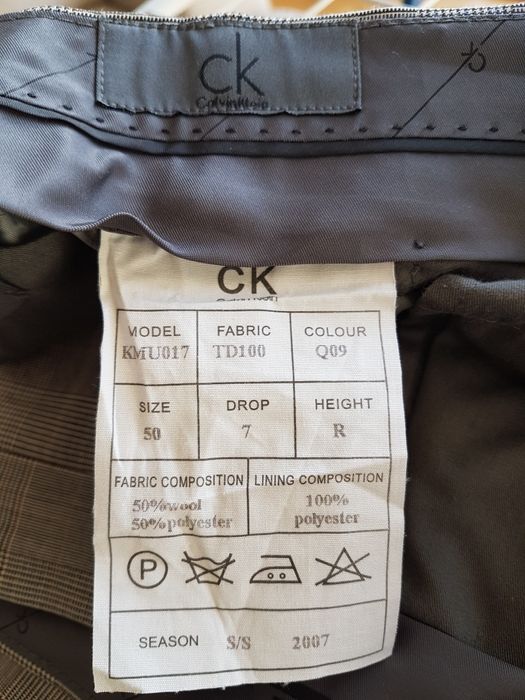 ck
Calvin Klein
ck
CK
MODEL FABRIC COLOUR
KMU017 TD100 Q09
SIZE DROP HEIGHT
50 7 R
FABRIC COMPOSITION LINING COMPOSITION
50%wool 100%
50%polyester polyester
P
SEASON S/S 2007